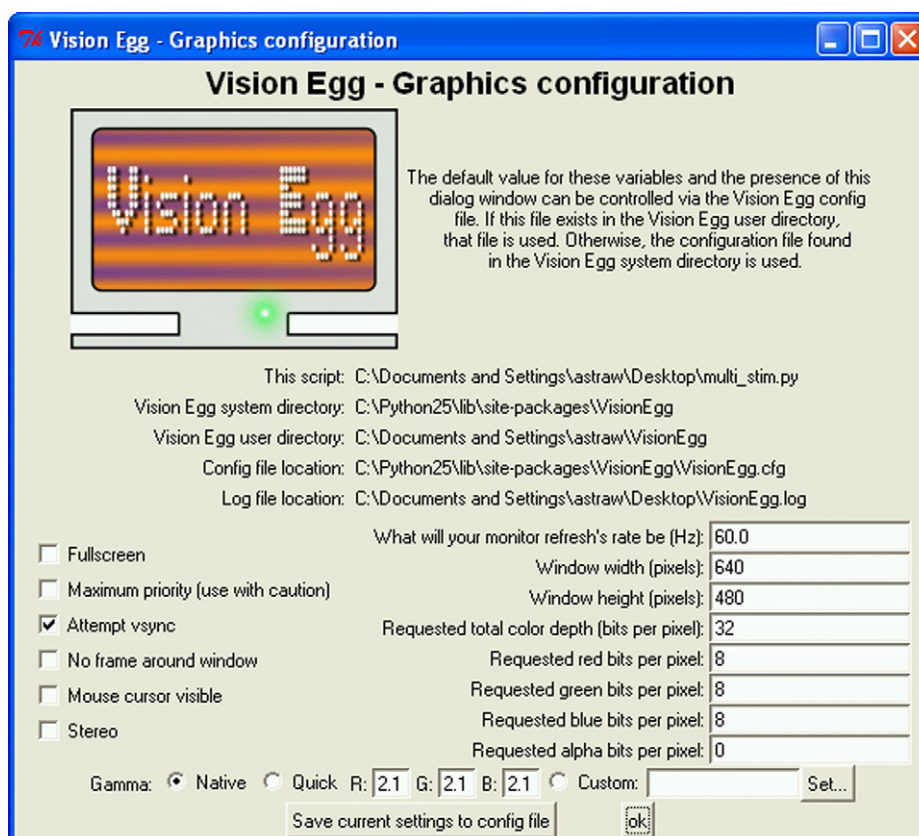 Vision Egg - Graphics configuration
Vision Egg - Graphics configuration
Vision Egg
The default value for these variables and the presence of this
dialog window can be controlled via the Vision Egg config
file. If this file exists in the Vision Egg user directory,
that file is used. Otherwise, the configuration file found
in the Vision Egg system directory is used.
This script: C:\Documents and Settings\astraw\Desktop\multi_stim.py
Vision Egg system directory: C:\Python25\lib\site-packages\VisionEgg
Vision Egg user directory: C:\Documents and Settings\astraw\VisionEgg
Config file location: C:\Python25\lib\site-packages\VisionEgg\VisionEgg.cfg
Log file location: C:\Documents and Settings\astraw\Desktop\VisionEgg.log
Fullscreen
Maximum priority (use with caution)
Attempt vsync
No frame around window
Mouse cursor visible
Stereo
What will your monitor refresh's rate be (Hz): 60.0
Window width (pixels): 640
Window height (pixels): 480
Requested total color depth (bits per pixel): 32
Requested red bits per pixel: 8
Requested green bits per pixel: 8
Requested blue bits per pixel: 8
Requested alpha bits per pixel: 0
Gamma: Native Quick R: 2.1 G: 2.1 B: 2.1 Custom: Set...
Save current settings to config file ok